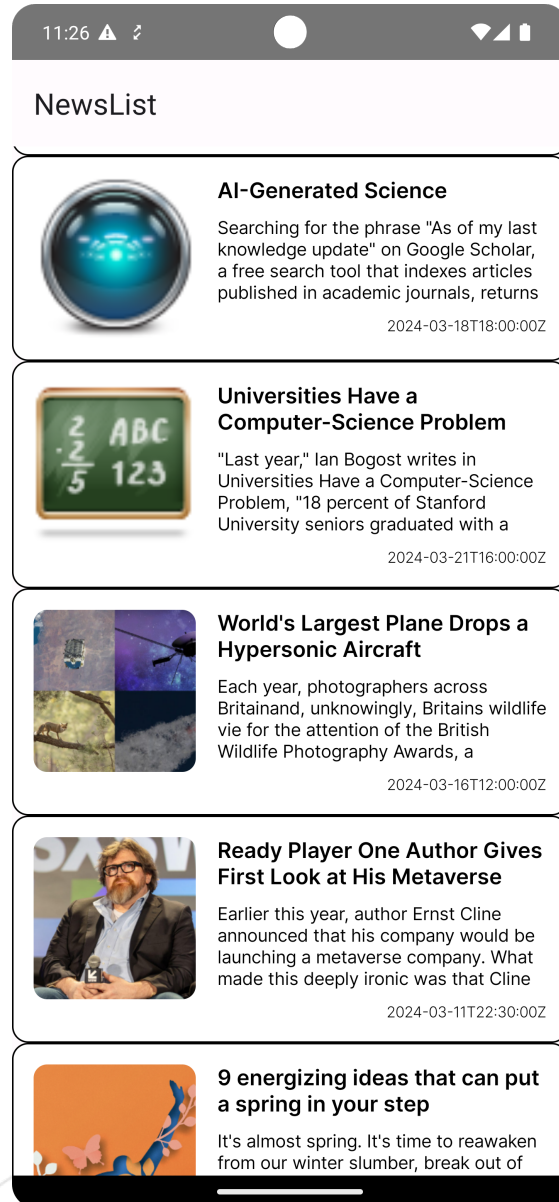 11:26
NewsList
AI-Generated Science
Searching for the phrase "As of my last
knowledge update" on Google Scholar,
a free search tool that indexes articles
published in academic journals, returns
2024-03-18T18:00:00Z
2 ABC
·2 123
5
Universities Have a
Computer-Science Problem
"Last year," Ian Bogost writes in
Universities Have a Computer-Science
Problem, "18 percent of Stanford
University seniors graduated with a
2024-03-21T16:00:00Z
World's Largest Plane Drops a
Hypersonic Aircraft
Each year, photographers across
Britainand, unknowingly, Britains wildlife
vie for the attention of the British
Wildlife Photography Awards, a
2024-03-16T12:00:00Z
Ready Player One Author Gives
First Look at His Metaverse
Earlier this year, author Ernst Cline
announced that his company would be
launching a metaverse company. What
made this deeply ironic was that Cline
2024-03-11T22:30:00Z
9 energizing ideas that can put
a spring in your step
It's almost spring. It's time to reawaken
from our winter slumber, break out of